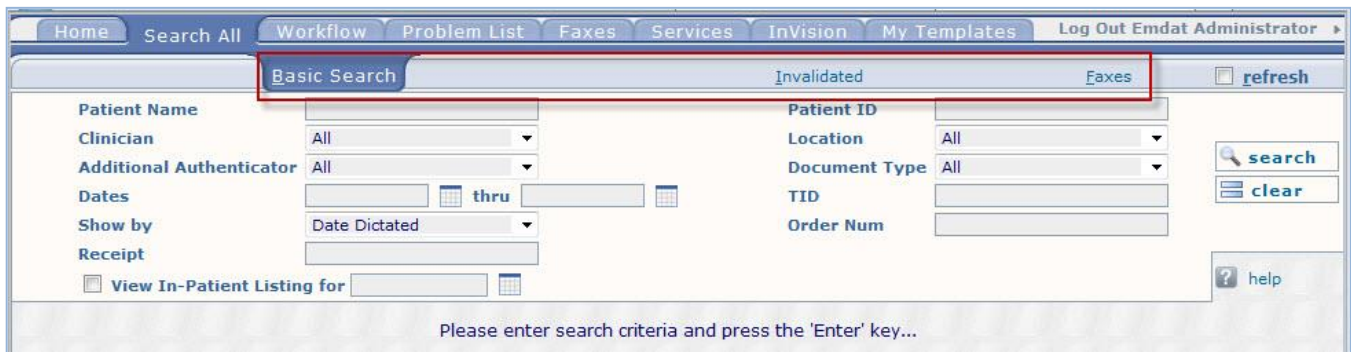 Home Search All Workflow Problem List Faxes Services InVision My Templates Log Out Emdat Administrator
Basic Search Invalidated Faxes refresh
Patient Name Patient ID
Clinician All Location All
Additional Authenticator All Document Type All
search
Dates thru TID
clear
Show by Date Dictated Order Num
Receipt
View In-Patient Listing for
? help
Please enter search criteria and press the 'Enter' key...